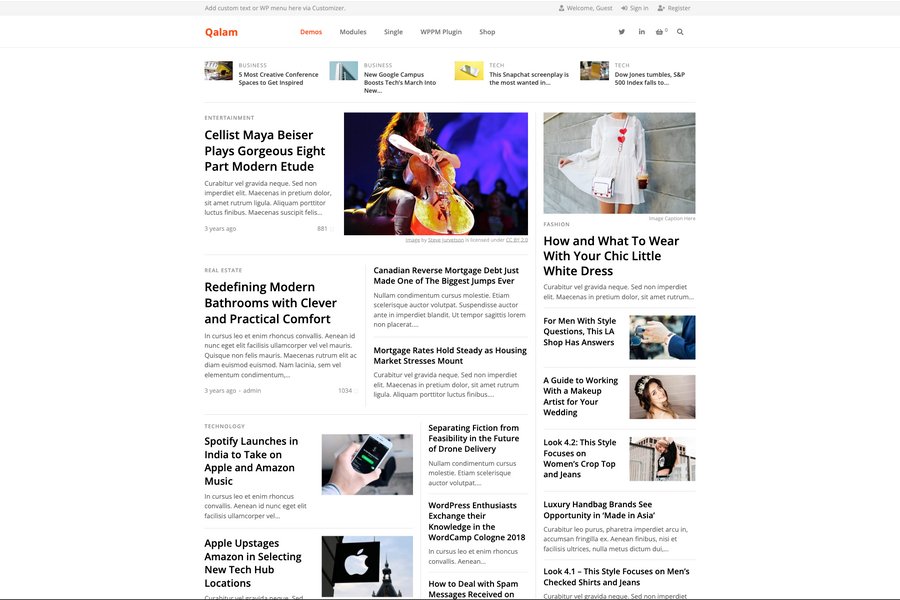 Add custom text or WP menu here via Customizer.
Welcome, Guest
Sign in
Register
Qalam
Demos
Modules
Single
WPPM Plugin
Shop
0
BUSINESS
5 Most Creative Conference
Spaces to Get Inspired
BUSINESS
New Google Campus
Boosts Tech's March Into
New...
TECH
This Snapchat screenplay is
the most wanted in...
TECH
Dow Jones tumbles, S&P
500 Index falls to...
ENTERTAINMENT
Cellist Maya Beiser
Plays Gorgeous Eight
Part Modern Etude
Curabitur vel gravida neque. Sed non
imperdiet elit. Maecenas in pretium dolor,
sit amet rutrum ligula. Aliquam porttitor
luctus finibus. Maecenas suscipit felis...
3 years ago
881
Image by Steve Jurvetson is licensed under CC BY 2.0
REAL ESTATE
Redefining Modern
Bathrooms with Clever
and Practical Comfort
In cursus leo et enim rhoncus convallis. Aenean id
nunc eget elit facilisis ullamcorper vel vel mauris.
Quisque non felis mauris. Maecenas rutrum elit ac
diam euismod euismod. Nam lacinia, sem vel
elementum condimentum,...
3 years ago - admin
1034
Canadian Reverse Mortgage Debt Just
Made One of The Biggest Jumps Ever
Nullam condimentum cursus molestie. Etiam
scelerisque auctor volutpat. Suspendisse auctor
ante in imperdiet blandit. Ut tempor sagittis lorem
non placerat....
Mortgage Rates Hold Steady as Housing
Market Stresses Mount
Curabitur vel gravida neque. Sed non imperdiet
elit. Maecenas in pretium dolor, sit amet rutrum
ligula. Aliquam porttitor luctus finibus....
TECHNOLOGY
Spotify Launches in
India to Take on
Apple and Amazon
Music
In cursus leo et enim rhoncus
convallis. Aenean id nunc eget elit
facilisis ullamcorper vel...
Apple Upstages
Amazon in Selecting
New Tech Hub
Locations
Curabitur vel gravida neque. Sed
Separating Fiction from
Feasibility in the Future
of Drone Delivery
Nullam condimentum cursus
molestie. Etiam scelerisque
auctor volutpat....
WordPress Enthusiasts
Exchange their
Knowledge in the
WordCamp Cologne 2018
In cursus leo et enim rhoncus
convallis. Aenean...
How to Deal with Spam
Messages Received on
Image Caption Here
FASHION
How and What To Wear
With Your Chic Little
White Dress
Curabitur vel gravida neque. Sed non imperdiet
elit. Maecenas in pretium dolor, sit amet rutrum...
For Men With Style
Questions, This LA
Shop Has Answers
A Guide to Working
With a Makeup
Artist for Your
Wedding
Look 4.2: This Style
Focuses on
Women's Crop Top
and Jeans
Luxury Handbag Brands See
Opportunity in 'Made in Asia'
Curabitur leo purus, pharetra imperdiet arcu in,
accumsan fringilla ex. Aenean finibus, nisi et
facilisis ultrices, nulla metus dictum dui,...
Look 4.1 – This Style Focuses on Men's
Checked Shirts and Jeans
Curabitur vel gravida neque. Sed non imperdiet